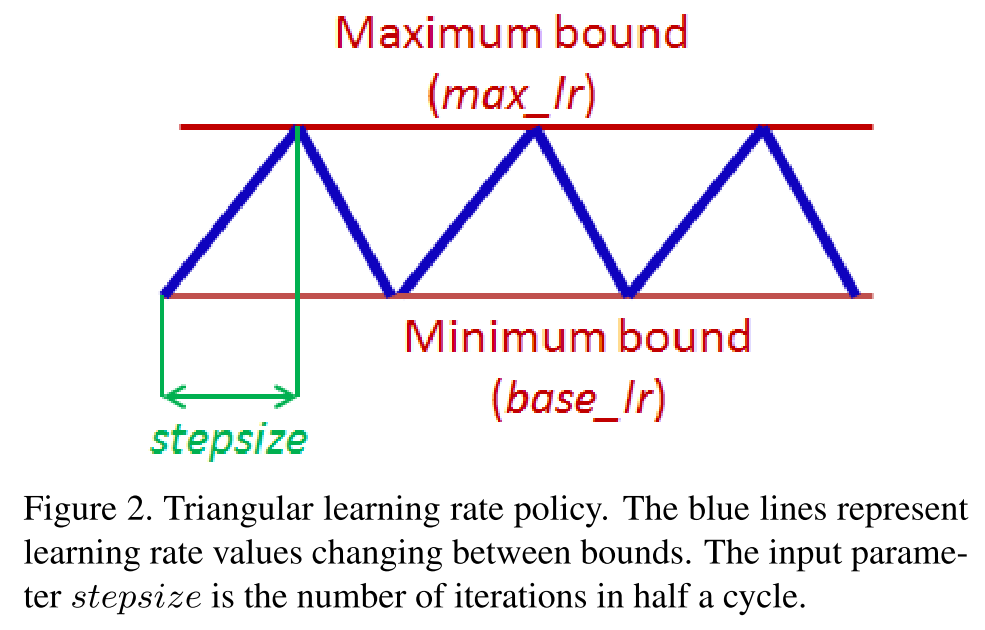 Maximum bound
(max_lr)
Minimum bound
(base_lr)
stepsize
Figure 2. Triangular learning rate policy. The blue lines represent
learning rate values changing between bounds. The input parame-
ter stepsize is the number of iterations in half a cycle.